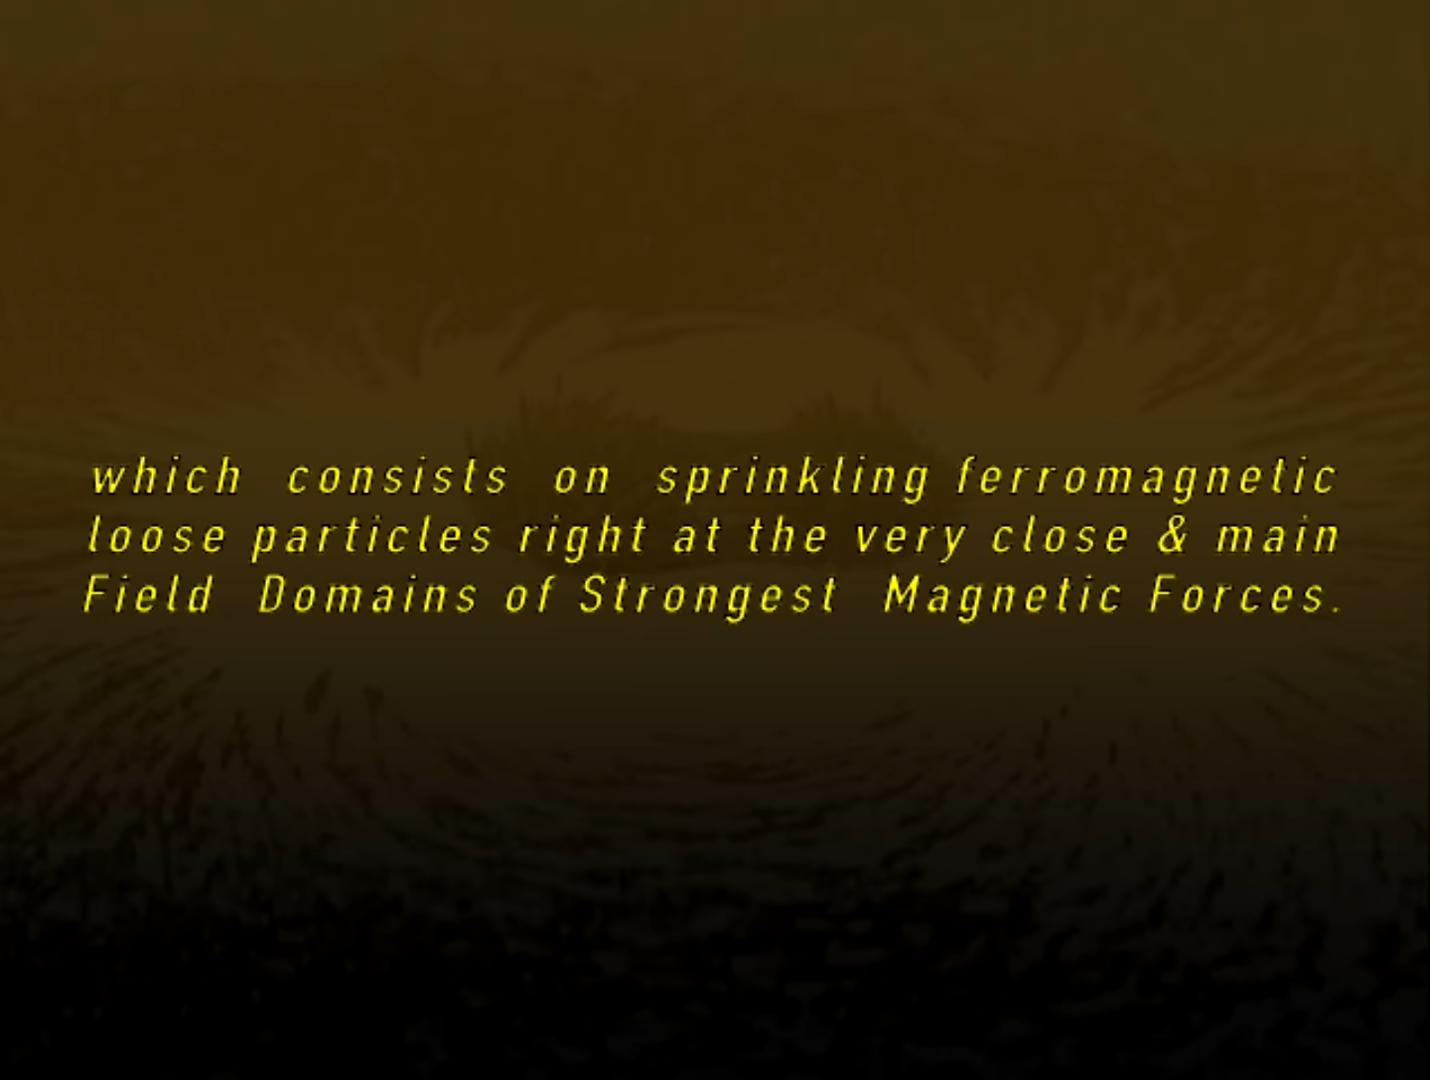 which consists on sprinkling ferromagnetic
loose particles right at the very close & main
Field Domains of Strongest Magnetic Forces.